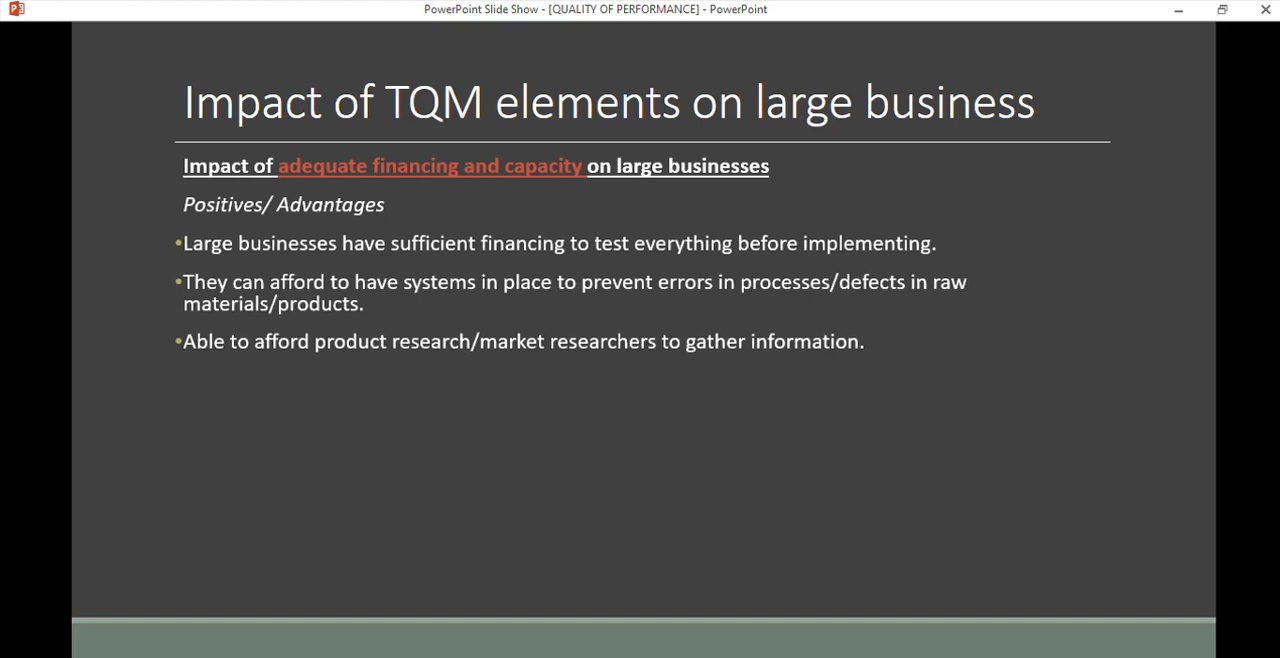 PowerPoint Slide Show - [QUALITY OF PERFORMANCE] - PowerPoint
Impact of TQM elements on large business
Impact of adequate financing and capacity on large businesses
Positives/ Advantages
•Large businesses have sufficient financing to test everything before implementing.
•They can afford to have systems in place to prevent errors in processes/defects in raw
materials/products.
•Able to afford product research/market researchers to gather information.